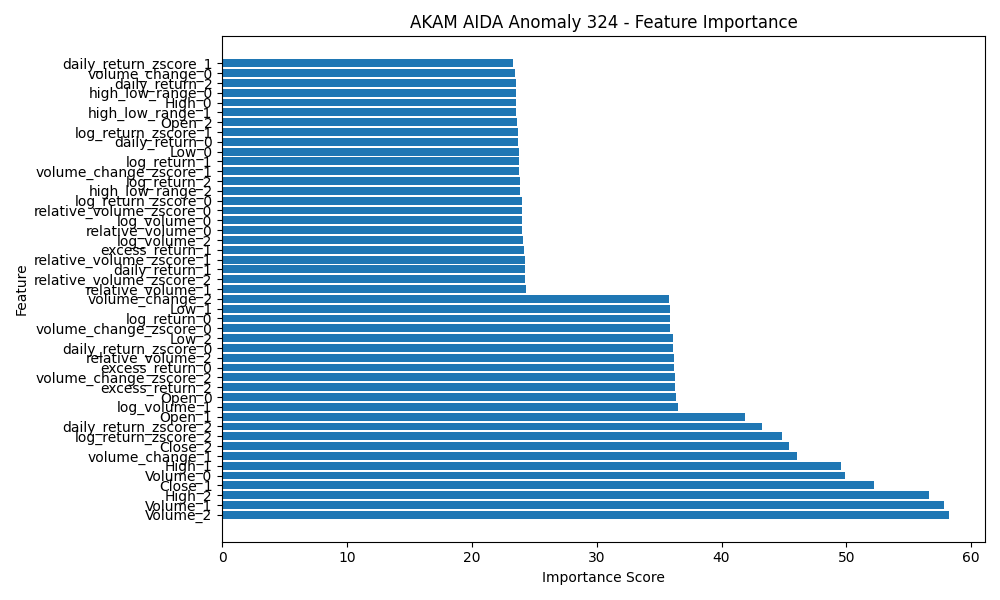 AKAM AIDA Anomaly 324 - Feature Importance
daily_return_zscore_1
volume_change_0
daily_return_2
high_low_range_0
High_0
high_low_range_1
Open_2
log_return_zscore_1
daily_return_0
Low_0
log_return_1
volume_change_zscore_1
log_return_2
high_low_range_2
log_return_zscore_0
relative_volume_zscore_0
log_volume_0
relative_volume_0
log_volume_2
excess_return_1
relative_volume_zscore_1
daily_return_1
relative_volume_zscore_2
relative_volume_1
volume_change_2
Low_1
log_return_0
volume_change_zscore_0
Low_2
daily_return_zscore_0
relative_volume_2
excess_return_0
volume_change_zscore_2
excess_return_2
Open_0
log_volume_1
Open_1
daily_return_zscore_2
log_return_zscore_2
Close_2
volume_change_1
High_1
Volume_0
Close_1
High_2
Volume_1
Volume_2
Feature
0 10 20 30 40 50 60
Importance Score